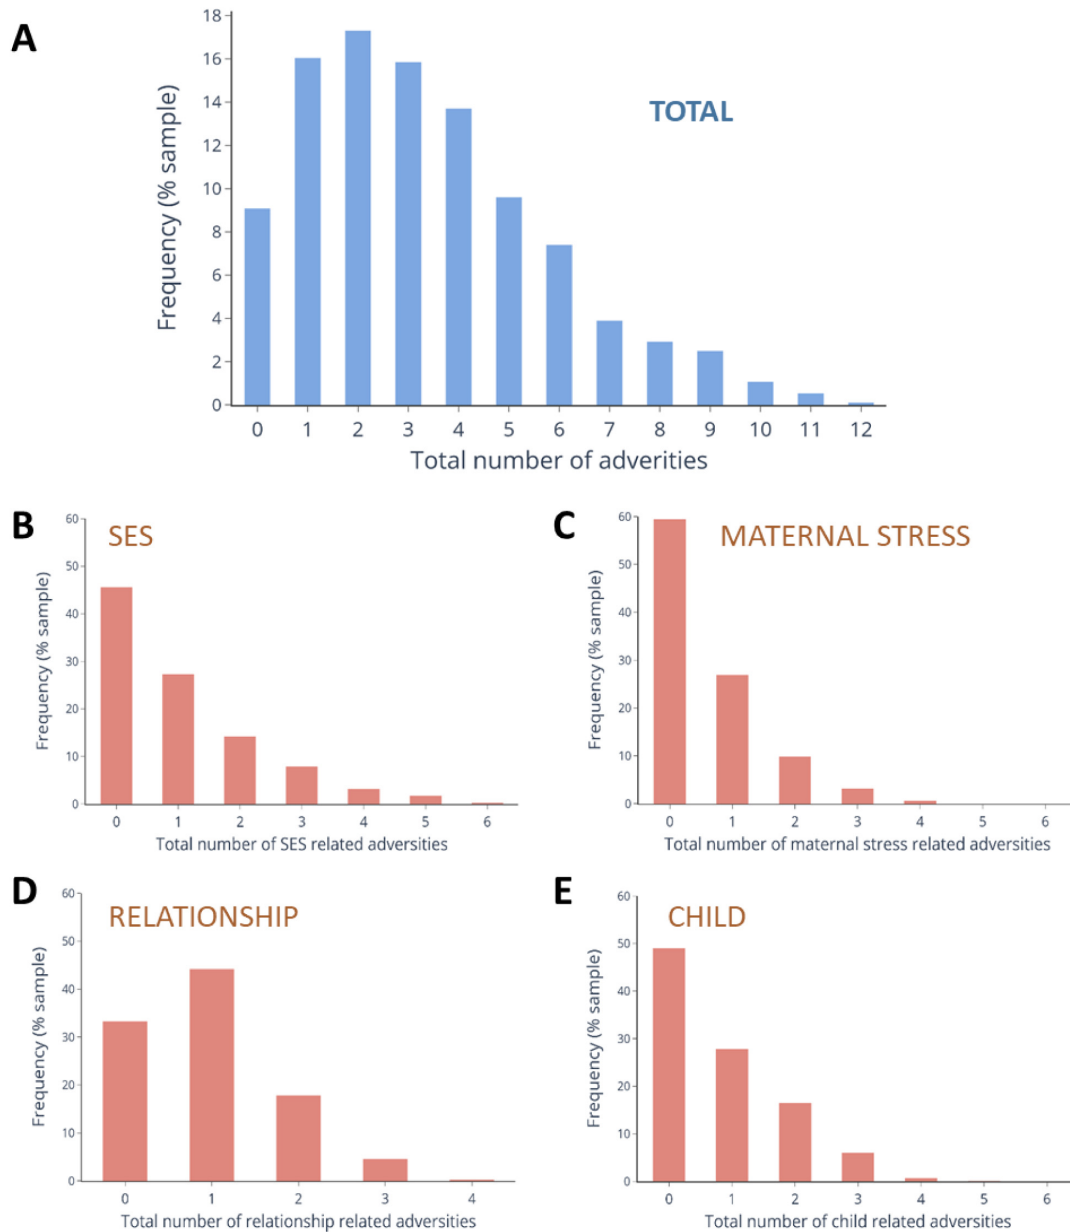 A
TOTAL
Frequency (% sample)
18
16
14
12
10
8
6
4
2
0
0 1 2 3 4 5 6 7 8 9 10 11 12
Total number of adverities
B
SES
Frequency (% sample)
60
50
40
30
20
10
0
0 1 2 3 4 5 6
Total number of SES related adversities
C
MATERNAL STRESS
Frequency (% sample)
60
50
40
30
20
10
0
0 1 2 3 4 5 6
Total number of maternal stress related adversities
D
RELATIONSHIP
Frequency (% sample)
60
50
40
30
20
10
0
0 1 2 3 4
Total number of relationship related adversities
E
CHILD
Frequency (% sample)
60
50
40
30
20
10
0
0 1 2 3 4 5 6
Total number of child related adversities